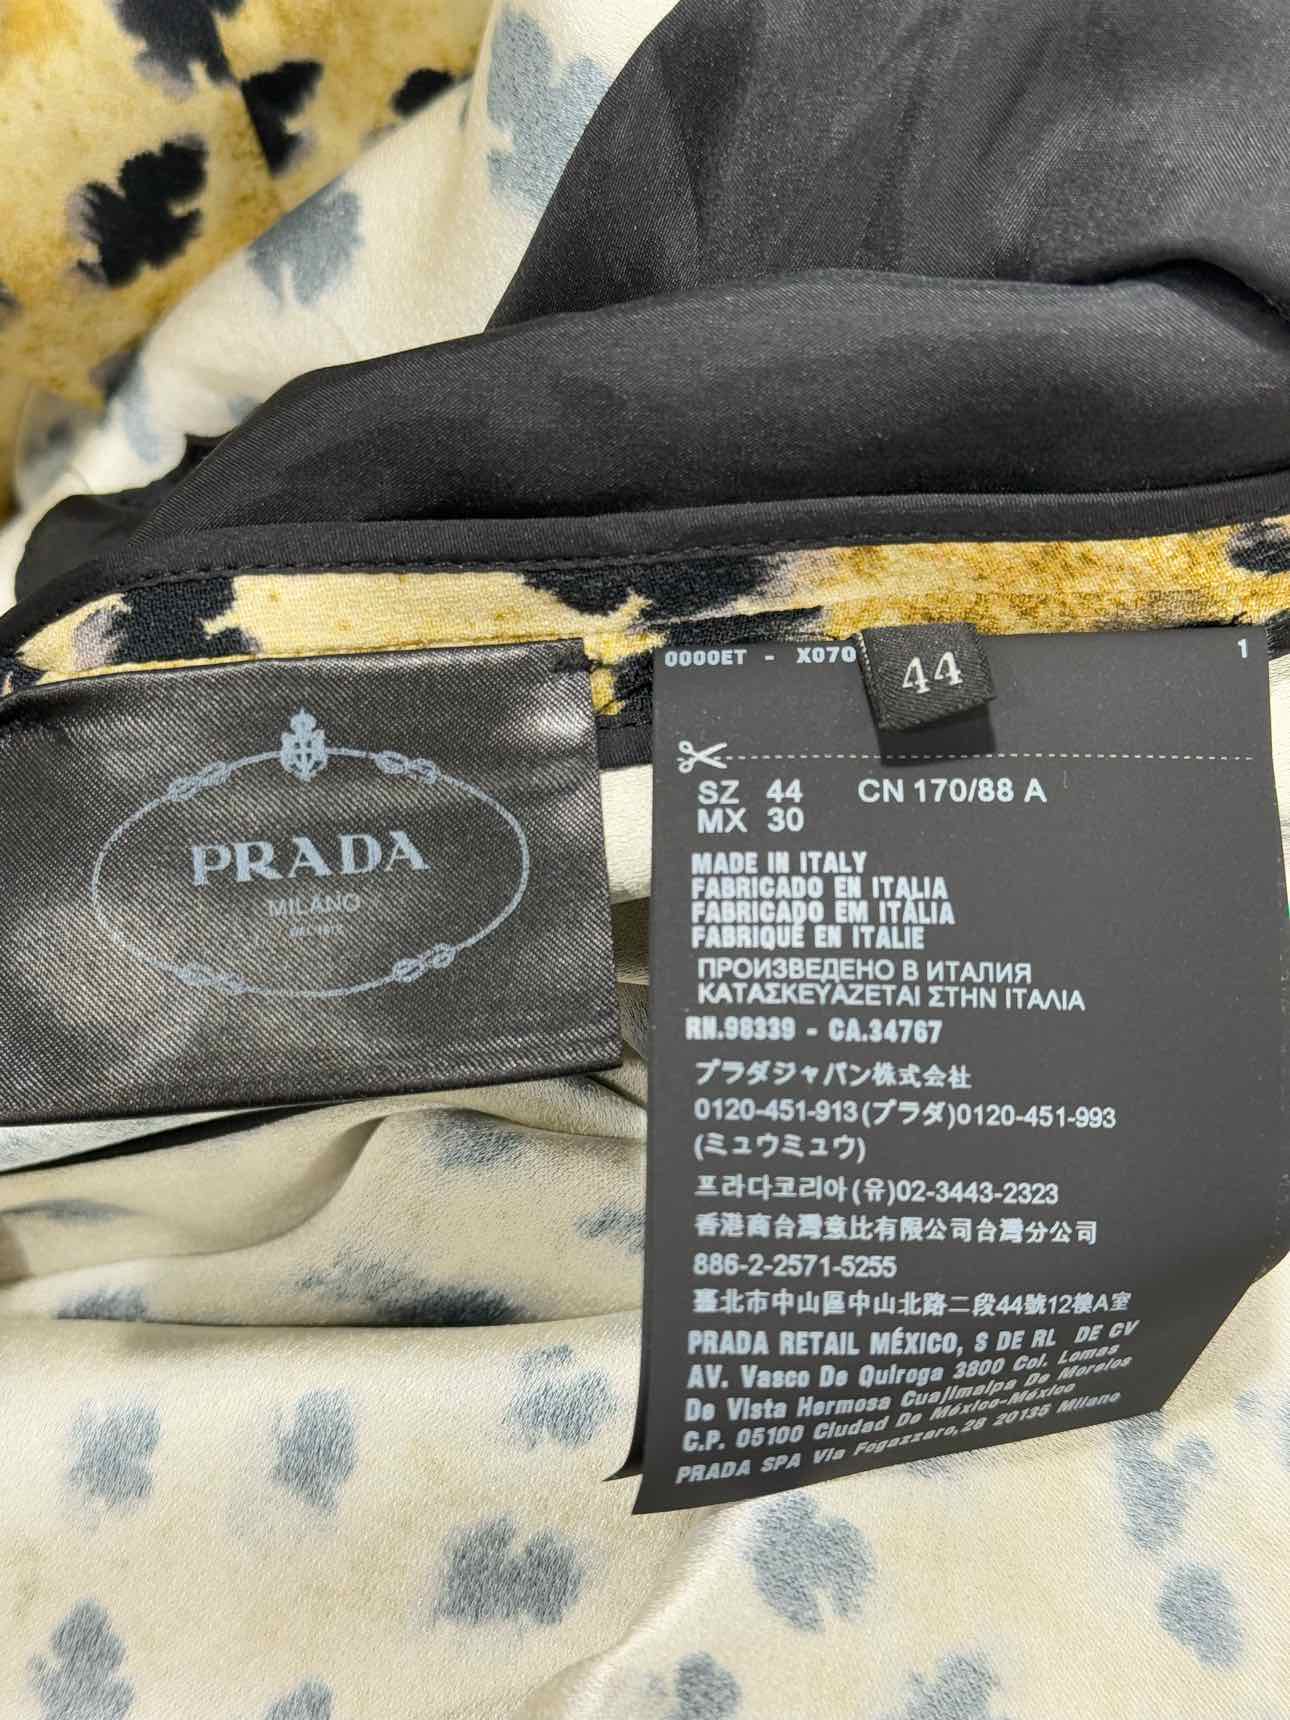 PRADA
MILANO
DAL 1913
0000ET - X070
44
1
SZ 44 CN 170/88 A
MX 30
MADE IN ITALY
FABRICADO EN ITALIA
FABRICADO EM ITÁLIA
FABRIQUÉ EN ITALIE
ПРОИЗВЕДЕНО В ИТАЛИЯ
ΚΑΤΑΣΚΕΥΑΖΕΤΑΙ ΣΤΗΝ ΙΤΑΛΙΑ
RN.98339 - CA.34767
プラダジャパン株式会社
0120-451-913(プラダ)0120-451-993
(ミュウミュウ)
프라다코리아(유)02-3443-2323
香港商台灣意比有限公司台灣分公司
886-2-2571-5255
臺北市中山區中山北路二段44號12樓A室
PRADA RETAIL MÉXICO, S DE RL DE CV
AV. Vasco De Quiroga 3800 Col. Lomas
De Vista Hermosa Cuajimalpa De Morelos
C.P. 05100 Ciudad De México-México
PRADA SPA Via Fogazzaro, 28 20135 Milano